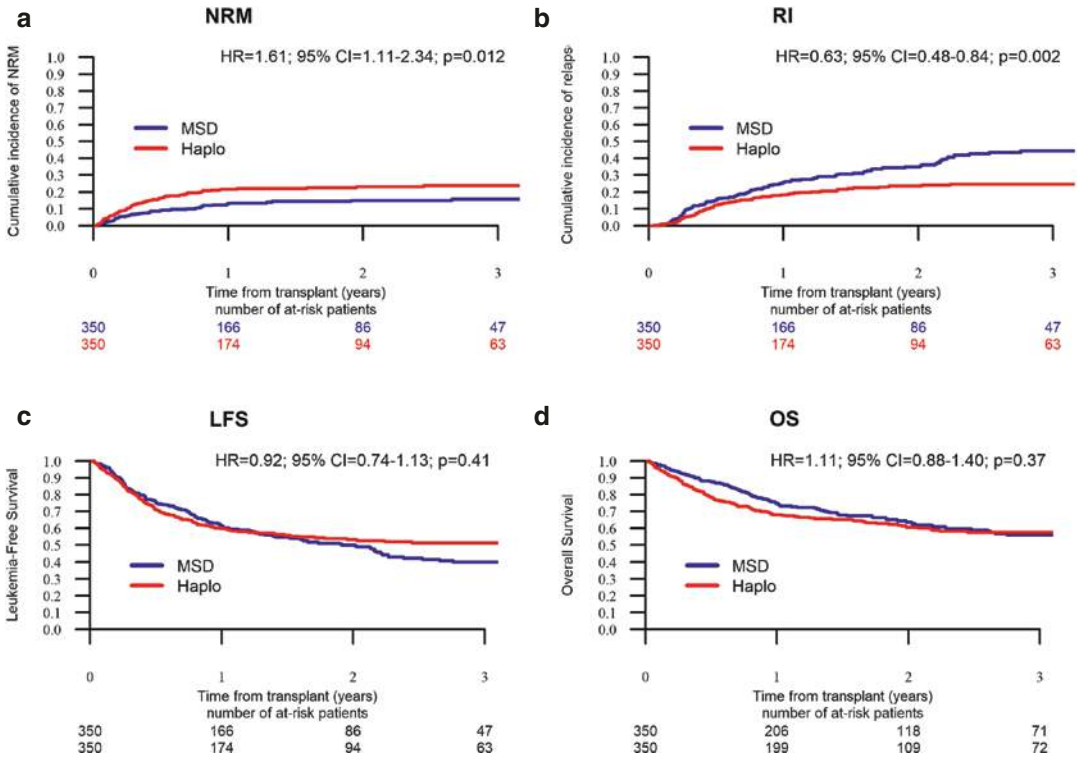 a
NRM
HR=1.61; 95% CI=1.11-2.34; p=0.012
Cumulative incidence of NRM
1.0
0.9
0.8
0.7
0.6
0.5
0.4
0.3
0.2
0.1
0.0
MSD
Haplo
0 1 2 3
Time from transplant (years)
number of at-risk patients
350 166 86 47
350 174 94 63
b
RI
HR=0.63; 95% CI=0.48-0.84; p=0.002
Cumulative incidence of relaps
1.0
0.9
0.8
0.7
0.6
0.5
0.4
0.3
0.2
0.1
0.0
MSD
Haplo
0 1 2 3
Time from transplant (years)
number of at-risk patients
350 166 86 47
350 174 94 63
c
LFS
HR=0.92; 95% CI=0.74-1.13; p=0.41
Leukemia-Free Survival
1.0
0.9
0.8
0.7
0.6
0.5
0.4
0.3
0.2
0.1
0.0
MSD
Haplo
0 1 2 3
Time from transplant (years)
number of at-risk patients
350 166 86 47
350 174 94 63
d
OS
HR=1.11; 95% CI=0.88-1.40; p=0.37
Overall Survival
1.0
0.9
0.8
0.7
0.6
0.5
0.4
0.3
0.2
0.1
0.0
MSD
Haplo
0 1 2 3
Time from transplant (years)
number of at-risk patients
350 206 118 71
350 199 109 72